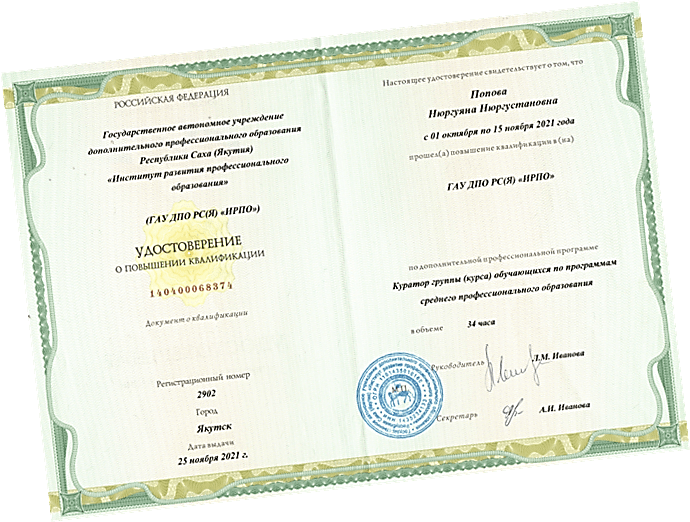 РОССИЙСКАЯ ФЕДЕРАЦИЯ
Государственное автономное учреждение
дополнительного профессионального образования
Республики Саха (Якутия)
«Институт развития профессионального
образования»
(ГАУ ДПО РС(Я) «ИРПО»)
УДОСТОВЕРЕНИЕ
О ПОВЫШЕНИИ КВАЛИФИКАЦИИ
140400068374
Документ о квалификации
Регистрационный номер
2902
Город
Якутск
Дата выдачи
25 ноября 2021 г.
Настоящее удостоверение свидетельствует о том, что
Попова
Нюргуяна Нюргустановна
с 01 октября по 15 ноября 2021 года
прошел(а) повышение квалификации в (на)
ГАУ ДПО РС(Я) «ИРПО»
по дополнительной профессиональной программе
Куратор группы (курса) обучающихся по программам
среднего профессионального образования
в объеме 34 часа
Руководитель Л.М. Иванова
Секретарь А.И. Иванова